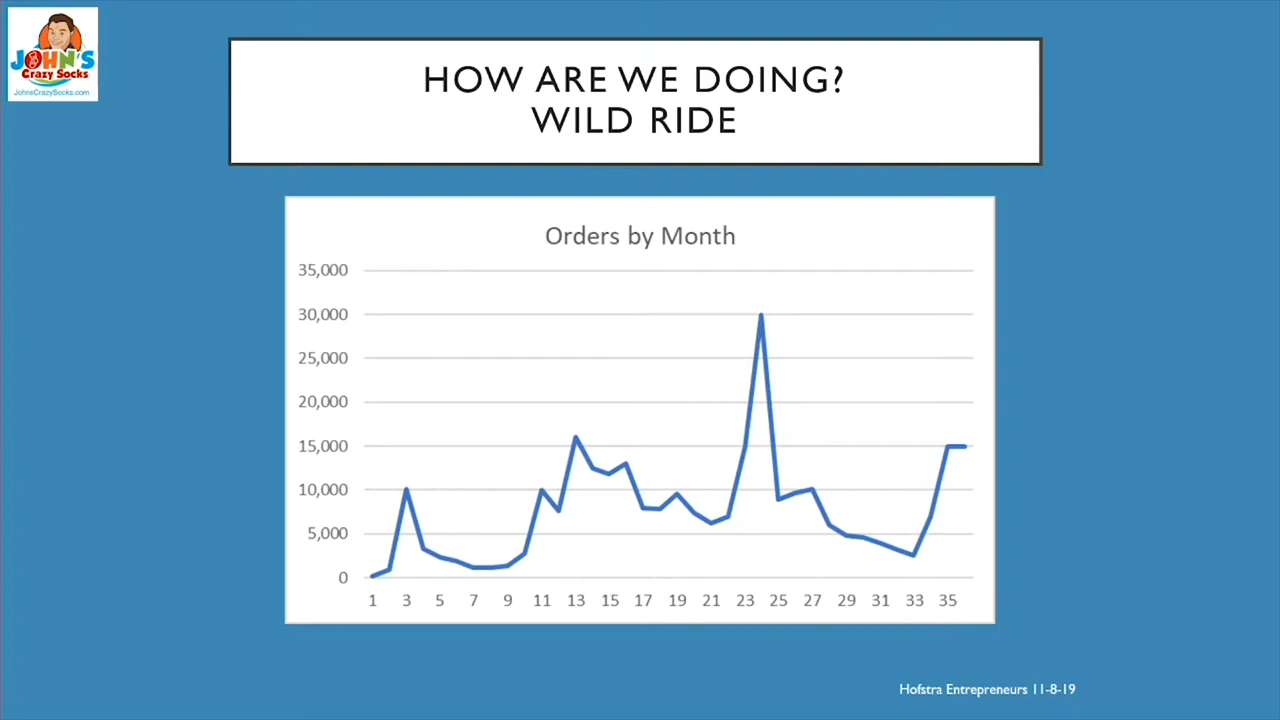 JOHN'S
Crazy Socks
JohnsCrazySocks.com
HOW ARE WE DOING?
WILD RIDE
Orders by Month
35,000
30,000
25,000
20,000
15,000
10,000
5,000
0
1 3 5 7 9 11 13 15 17 19 21 23 25 27 29 31 33 35
Hofstra Entrepreneurs 11-8-19